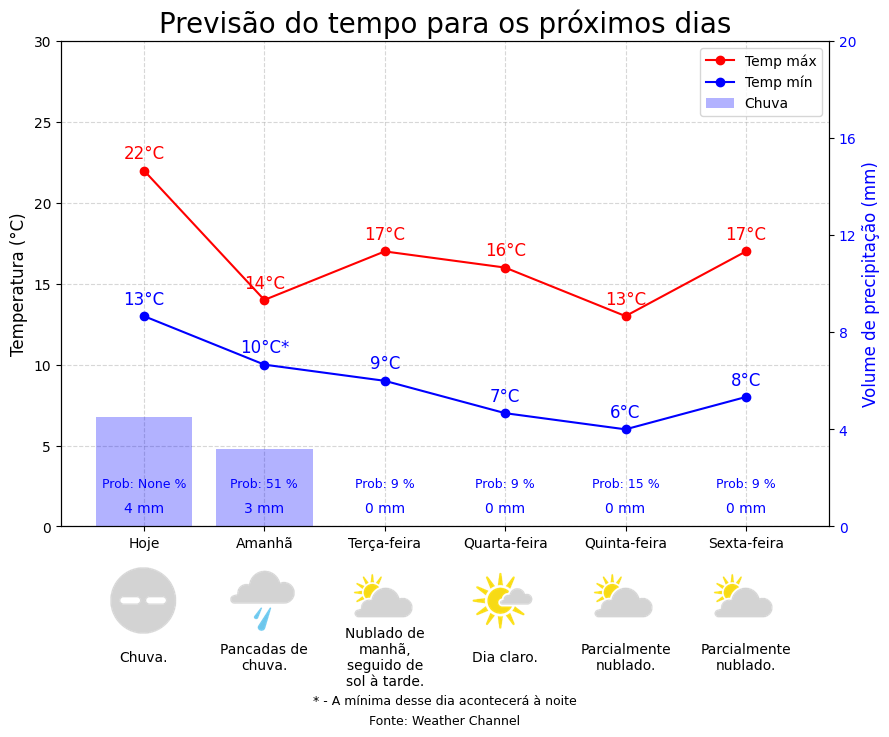 Previsão do tempo para os próximos dias
30
25
20
15
10
5
0
Temperatura (°C)
20
16
12
8
4
0
Volume de precipitação (mm)
Temp máx
Temp mín
Chuva
22°C
14°C
17°C
16°C
13°C
17°C
13°C
10°C*
9°C
7°C
6°C
8°C
Prob: None %
Prob: 51 %
Prob: 9 %
Prob: 9 %
Prob: 15 %
Prob: 9 %
4 mm
3 mm
0 mm
0 mm
0 mm
0 mm
Hoje
Amanhã
Terça-feira
Quarta-feira
Quinta-feira
Sexta-feira
Chuva.
Pancadas de
chuva.
Nublado de
manhã,
seguido de
sol à tarde.
Dia claro.
Parcialmente
nublado.
Parcialmente
nublado.
* - A mínima desse dia acontecerá à noite
Fonte: Weather Channel